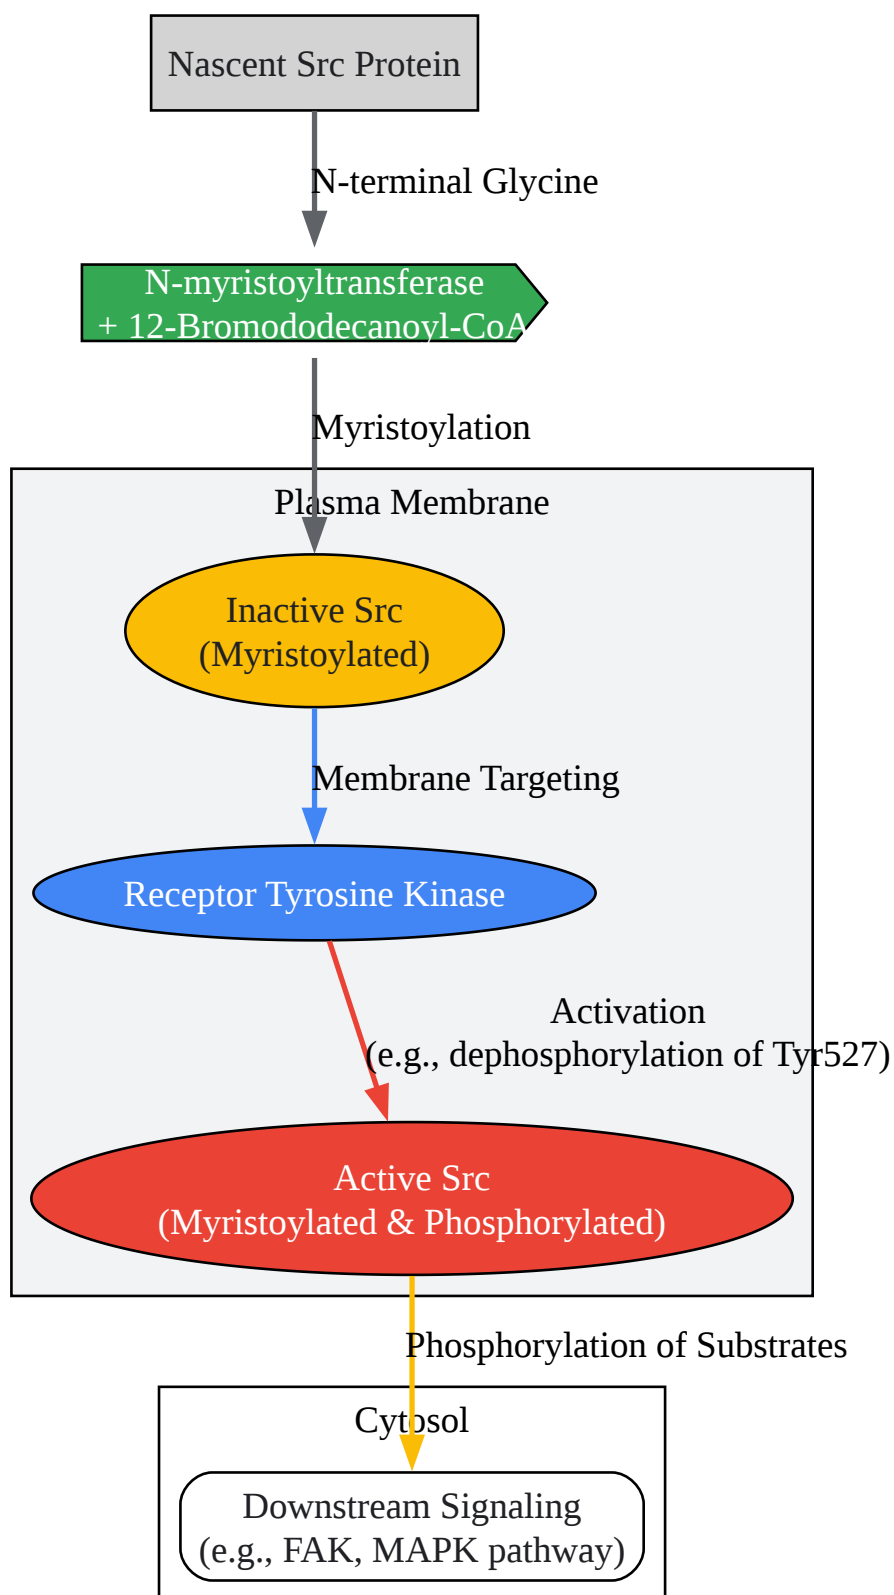 Nascent Src Protein
N-terminal Glycine
N-myristoyltransferase
+ 12-Bromododecanoyl-CoA
Myristoylation
Plasma Membrane
Inactive Src
(Myristoylated)
Membrane Targeting
Receptor Tyrosine Kinase
Activation
(e.g., dephosphorylation of Tyr527)
Active Src
(Myristoylated & Phosphorylated)
Phosphorylation of Substrates
Cytosol
Downstream Signaling
(e.g., FAK, MAPK pathway)